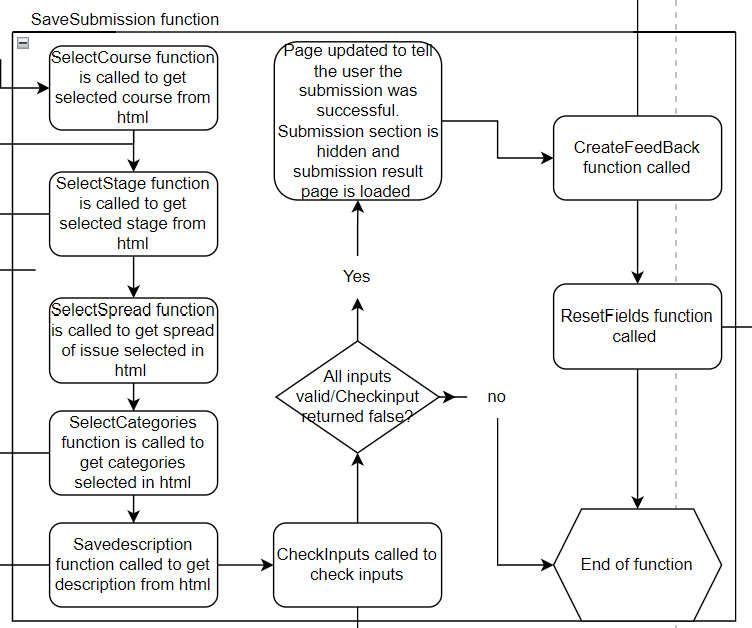 SaveSubmission function
SelectCourse function
is called to get
selected course from
html
SelectStage function
is called to get
selected stage from
html
SelectSpread function
is called to get spread
of issue selected in
html
SelectCategories
function is called to
get categories
selected in html
Savedescription
function called to get
description from html
CheckInputs called to
check inputs
All inputs
valid/Checkinput
returned false?
Yes
no
Page updated to tell
the user the
submission was
successful.
Submission section is
hidden and
submission result
page is loaded
CreateFeedBack
function called
ResetFields function
called
End of function